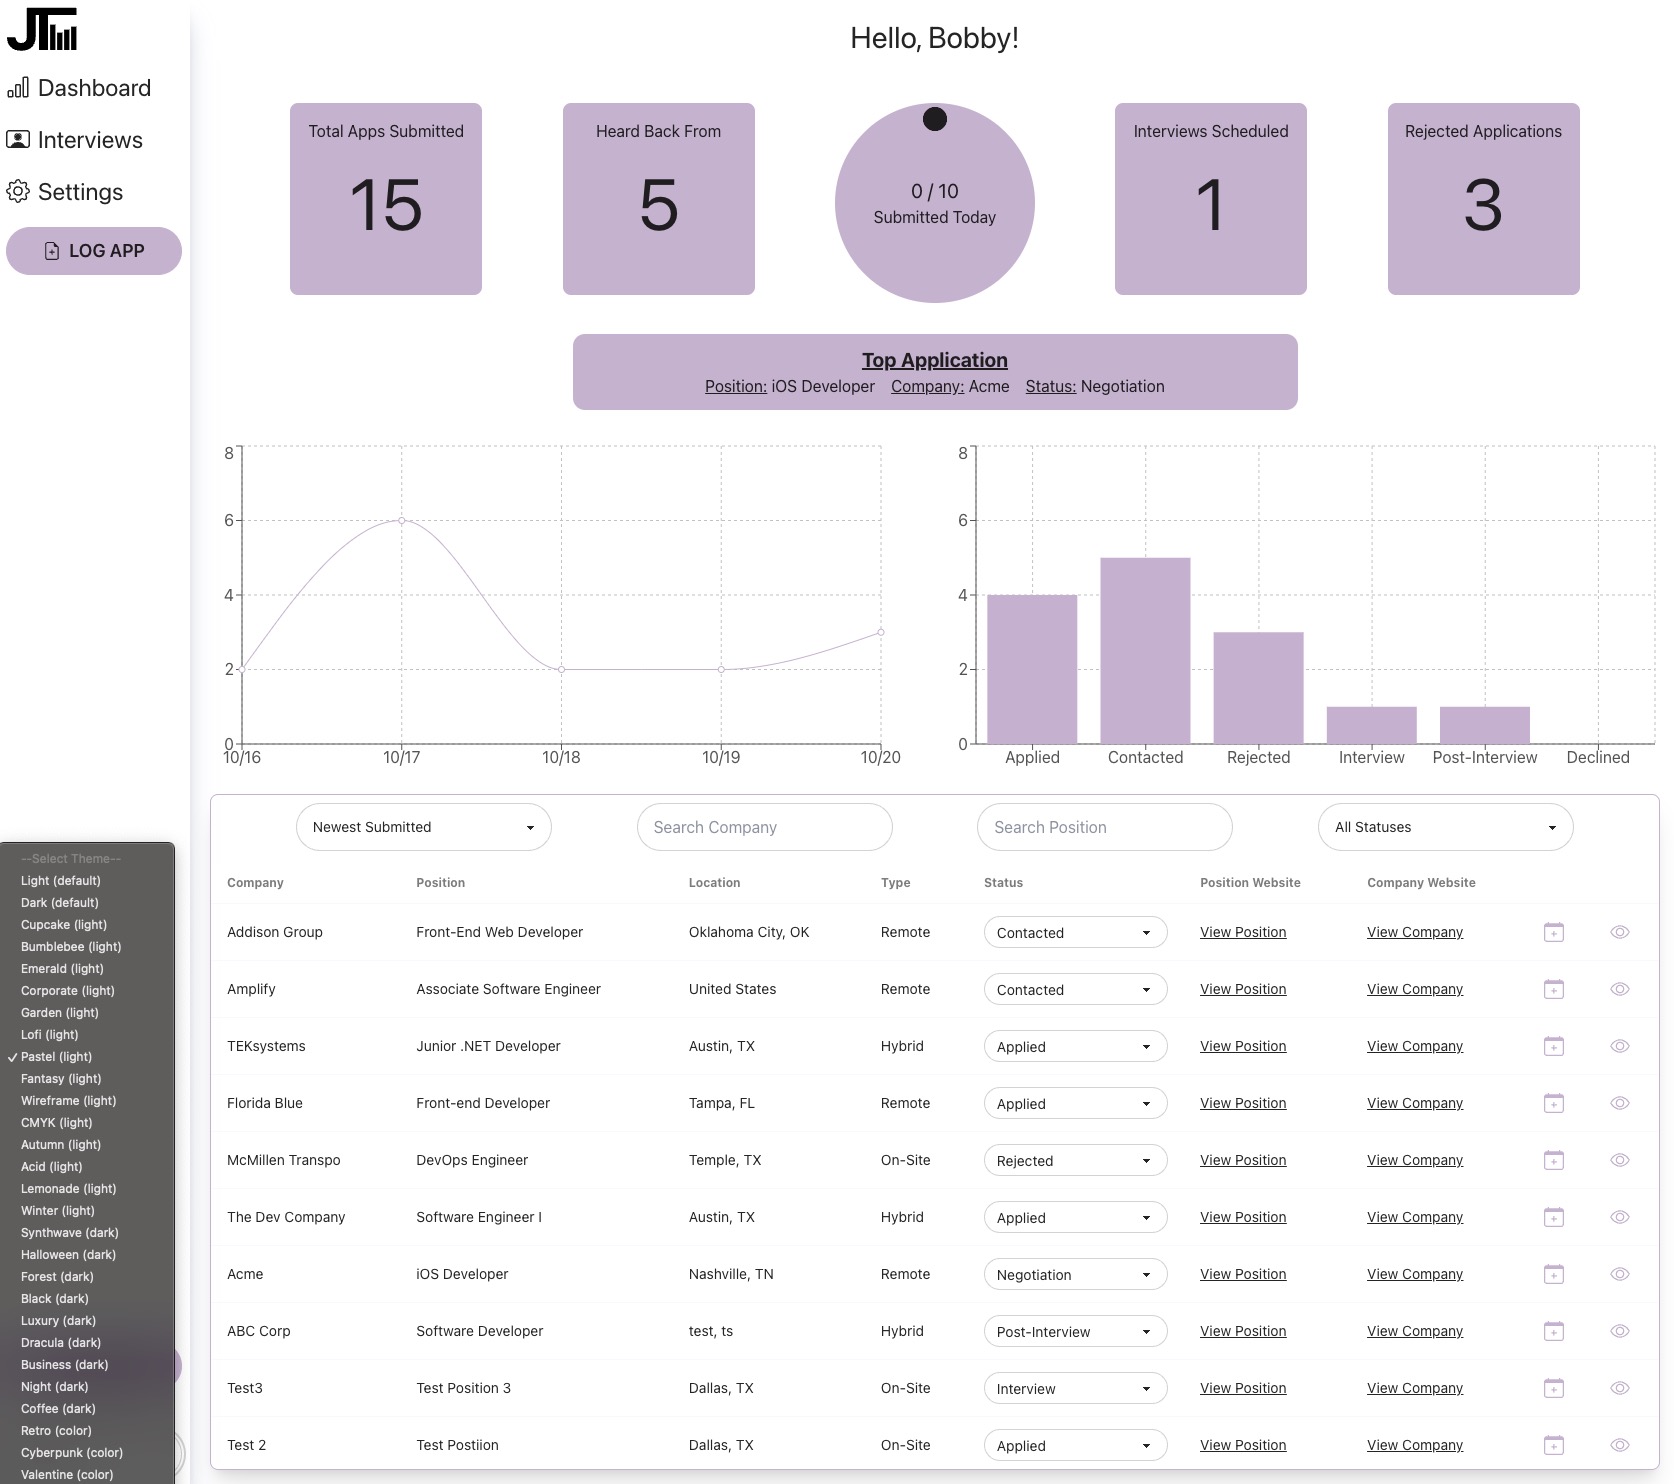 JT
Dashboard
Interviews
Settings
LOG APP
--Select Theme--
Light (default)
Dark (default)
Cupcake (light)
Bumblebee (light)
Emerald (light)
Corporate (light)
Garden (light)
Lofi (light)
Pastel (light)
Fantasy (light)
Wireframe (light)
CMYK (light)
Autumn (light)
Acid (light)
Lemonade (light)
Winter (light)
Synthwave (dark)
Halloween (dark)
Forest (dark)
Black (dark)
Luxury (dark)
Dracula (dark)
Business (dark)
Night (dark)
Coffee (dark)
Retro (color)
Cyberpunk (color)
Valentine (color)
Hello, Bobby!
Total Apps Submitted
15
Heard Back From
5
0 / 10
Submitted Today
Interviews Scheduled
1
Rejected Applications
3
Top Application
Position: iOS Developer Company: Acme Status: Negotiation
8
6
4
2
0
10/16 10/17 10/18 10/19 10/20
8
6
4
2
0
Applied Contacted Rejected Interview Post-Interview Declined
Newest Submitted Search Company Search Position All Statuses
Company Position Location Type Status Position Website Company Website
Addison Group Front-End Web Developer Oklahoma City, OK Remote Contacted View Position View Company
Amplify Associate Software Engineer United States Remote Contacted View Position View Company
TEKsystems Junior .NET Developer Austin, TX Hybrid Applied View Position View Company
Florida Blue Front-end Developer Tampa, FL Remote Applied View Position View Company
McMillen Transpo DevOps Engineer Temple, TX On-Site Rejected View Position View Company
The Dev Company Software Engineer I Austin, TX Hybrid Applied View Position View Company
Acme iOS Developer Nashville, TN Remote Negotiation View Position View Company
ABC Corp Software Developer test, ts Hybrid Post-Interview View Position View Company
Test3 Test Position 3 Dallas, TX On-Site Interview View Position View Company
Test 2 Test Postiion Dallas, TX On-Site Applied View Position View Company